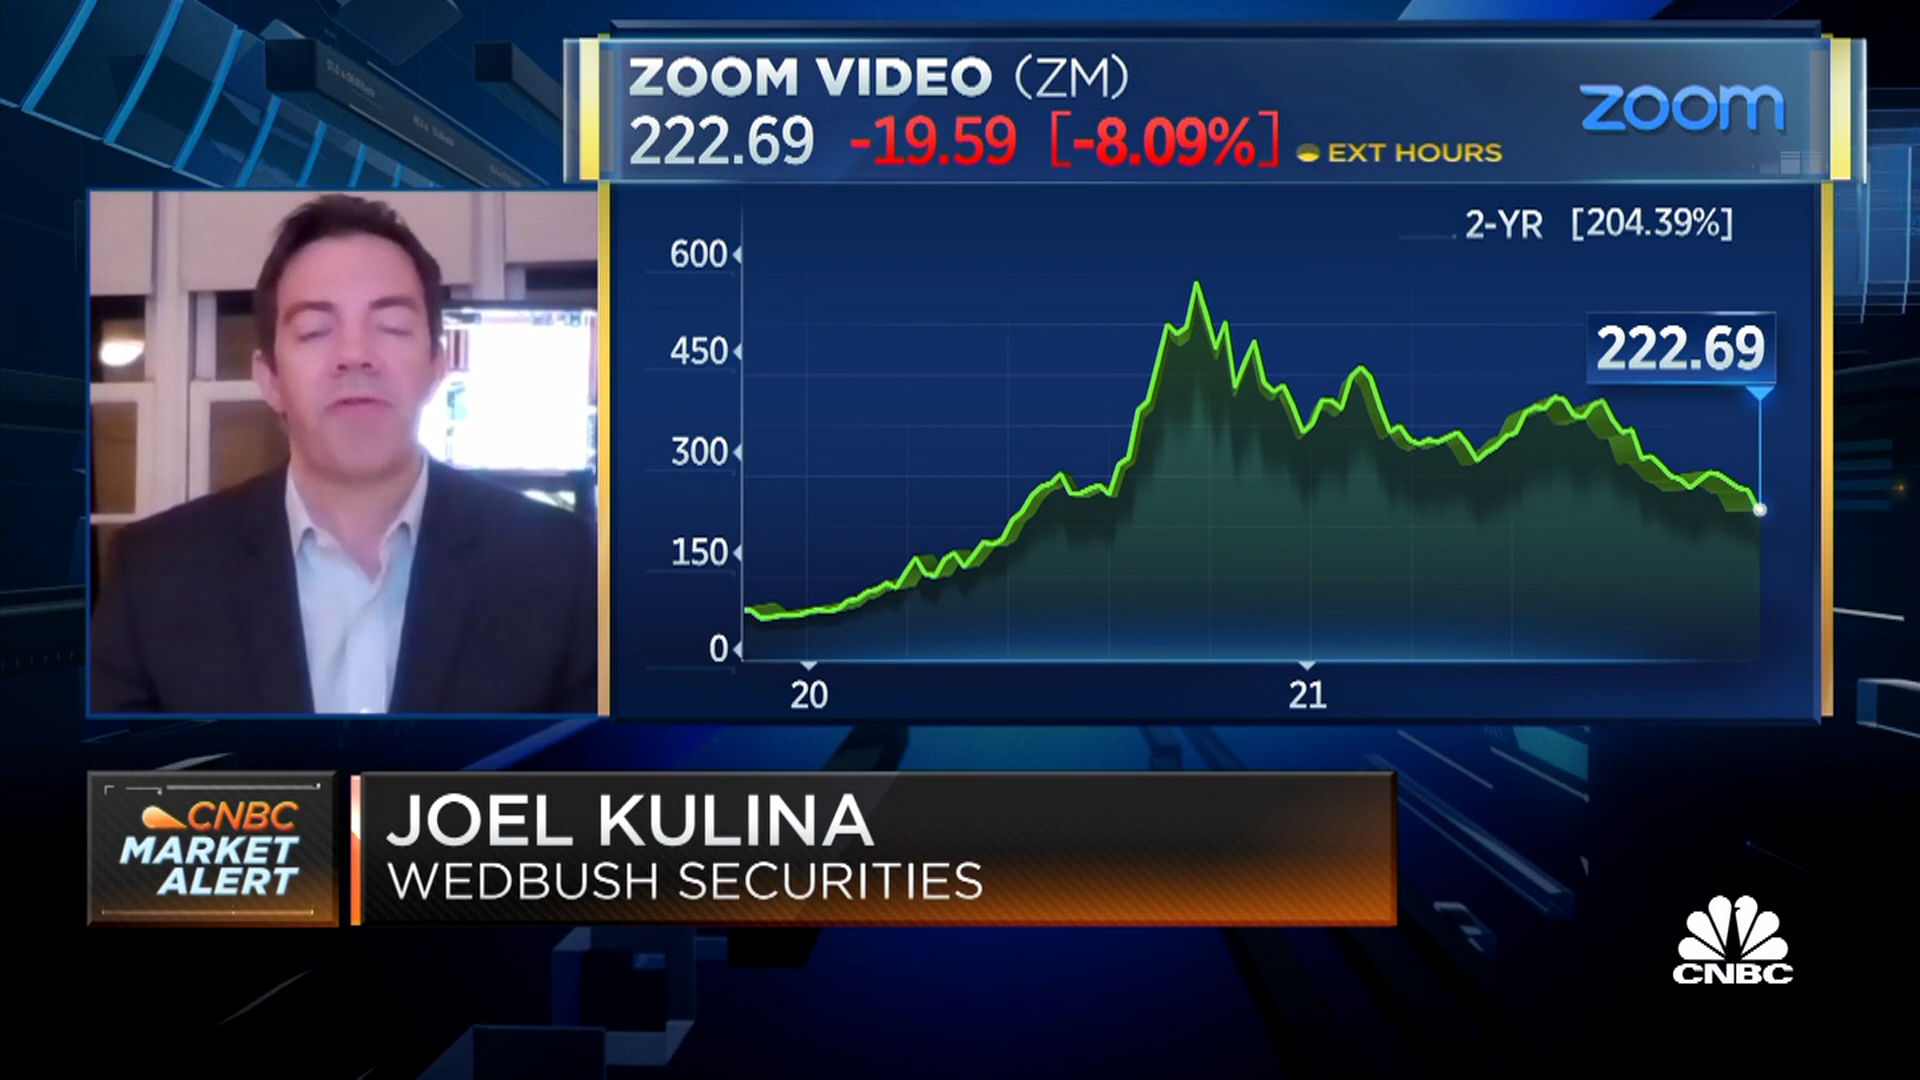 ZOOM VIDEO (ZM)
222.69 -19.59 [-8.09%] EXT HOURS
zoom
2-YR [204.39%]
600
450
300
150
0
222.69
20 21
CNBC
MARKET
ALERT
JOEL KULINA
WEDBUSH SECURITIES
CNBC